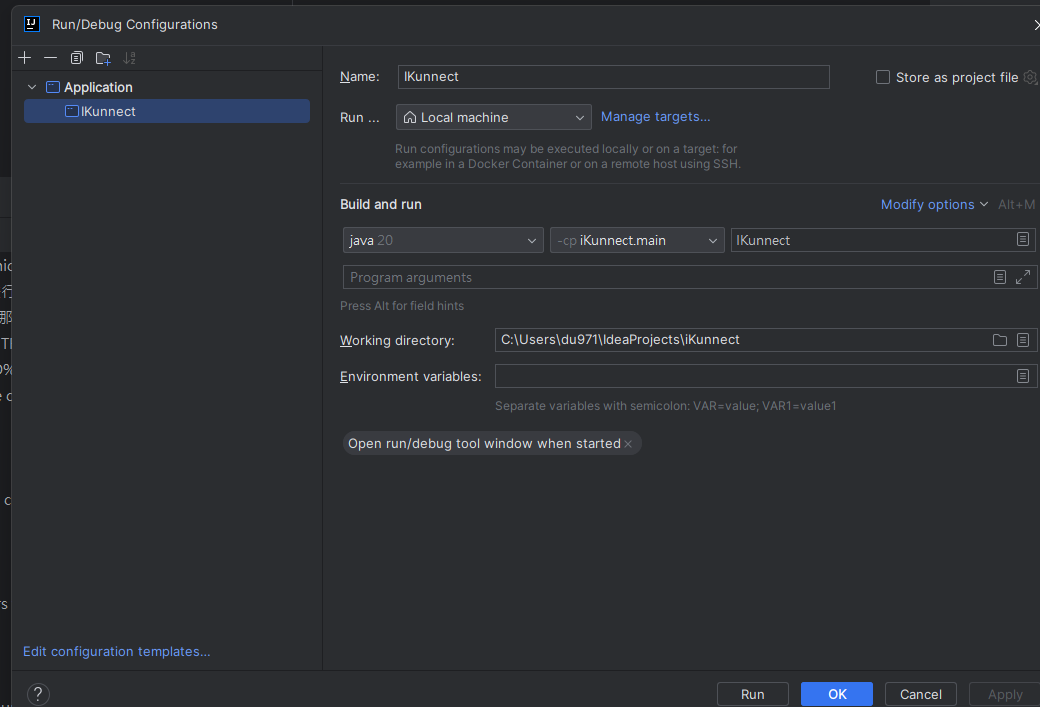 Run/Debug Configurations
Application
IKunnect
Edit configuration templates...
Name: IKunnect
Store as project file
Run ... Local machine Manage targets...
Run configurations may be executed locally or on a target: for
example in a Docker Container or on a remote host using SSH.
Build and run
Modify options Alt+M
java 20 -cp iKunnect.main IKunnect
Program arguments
Press Alt for field hints
Working directory: C:\Users\du971\IdeaProjects\iKunnect
Environment variables:
Separate variables with semicolon: VAR=value; VAR1=value1
Open run/debug tool window when started
?
Run OK Cancel Apply